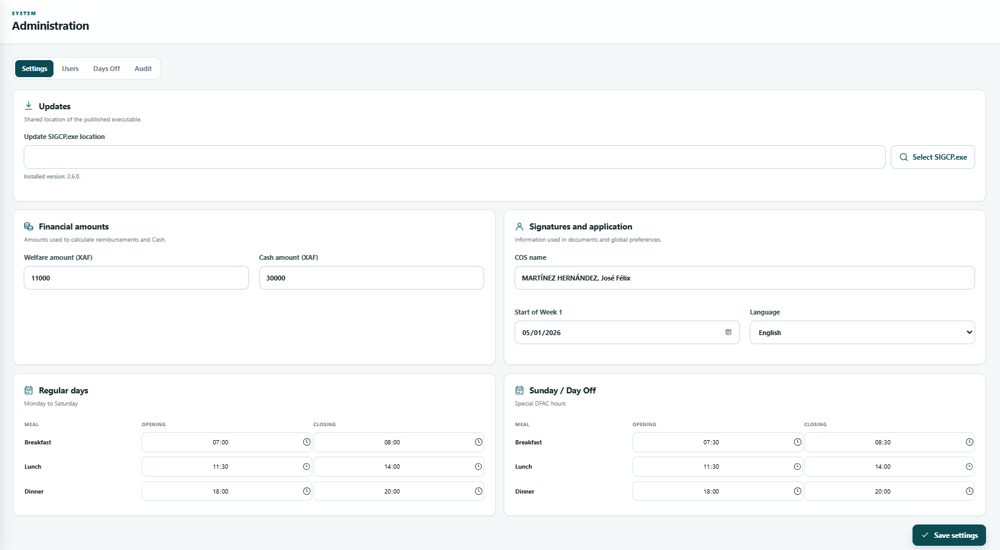 SYSTEM
Administration
Settings Users Days Off Audit
Updates
Shared location of the published executable.
Update SIGCP.exe location
Select SIGCP.exe
Installed version: 2.6.0.
Financial amounts
Amounts used to calculate reimbursements and Cash.
Welfare amount (XAF) Cash amount (XAF)
11000 30000
Signatures and application
Information used in documents and global preferences.
COS name
MARTÍNEZ HERNÁNDEZ, José Félix
Start of Week 1 Language
05/01/2026 English
Regular days
Monday to Saturday
MEAL OPENING CLOSING
Breakfast 07:00 08:00
Lunch 11:30 14:00
Dinner 18:00 20:00
Sunday / Day Off
Special DFAC hours
MEAL OPENING CLOSING
Breakfast 07:30 08:30
Lunch 11:30 14:00
Dinner 18:00 20:00
Save settings